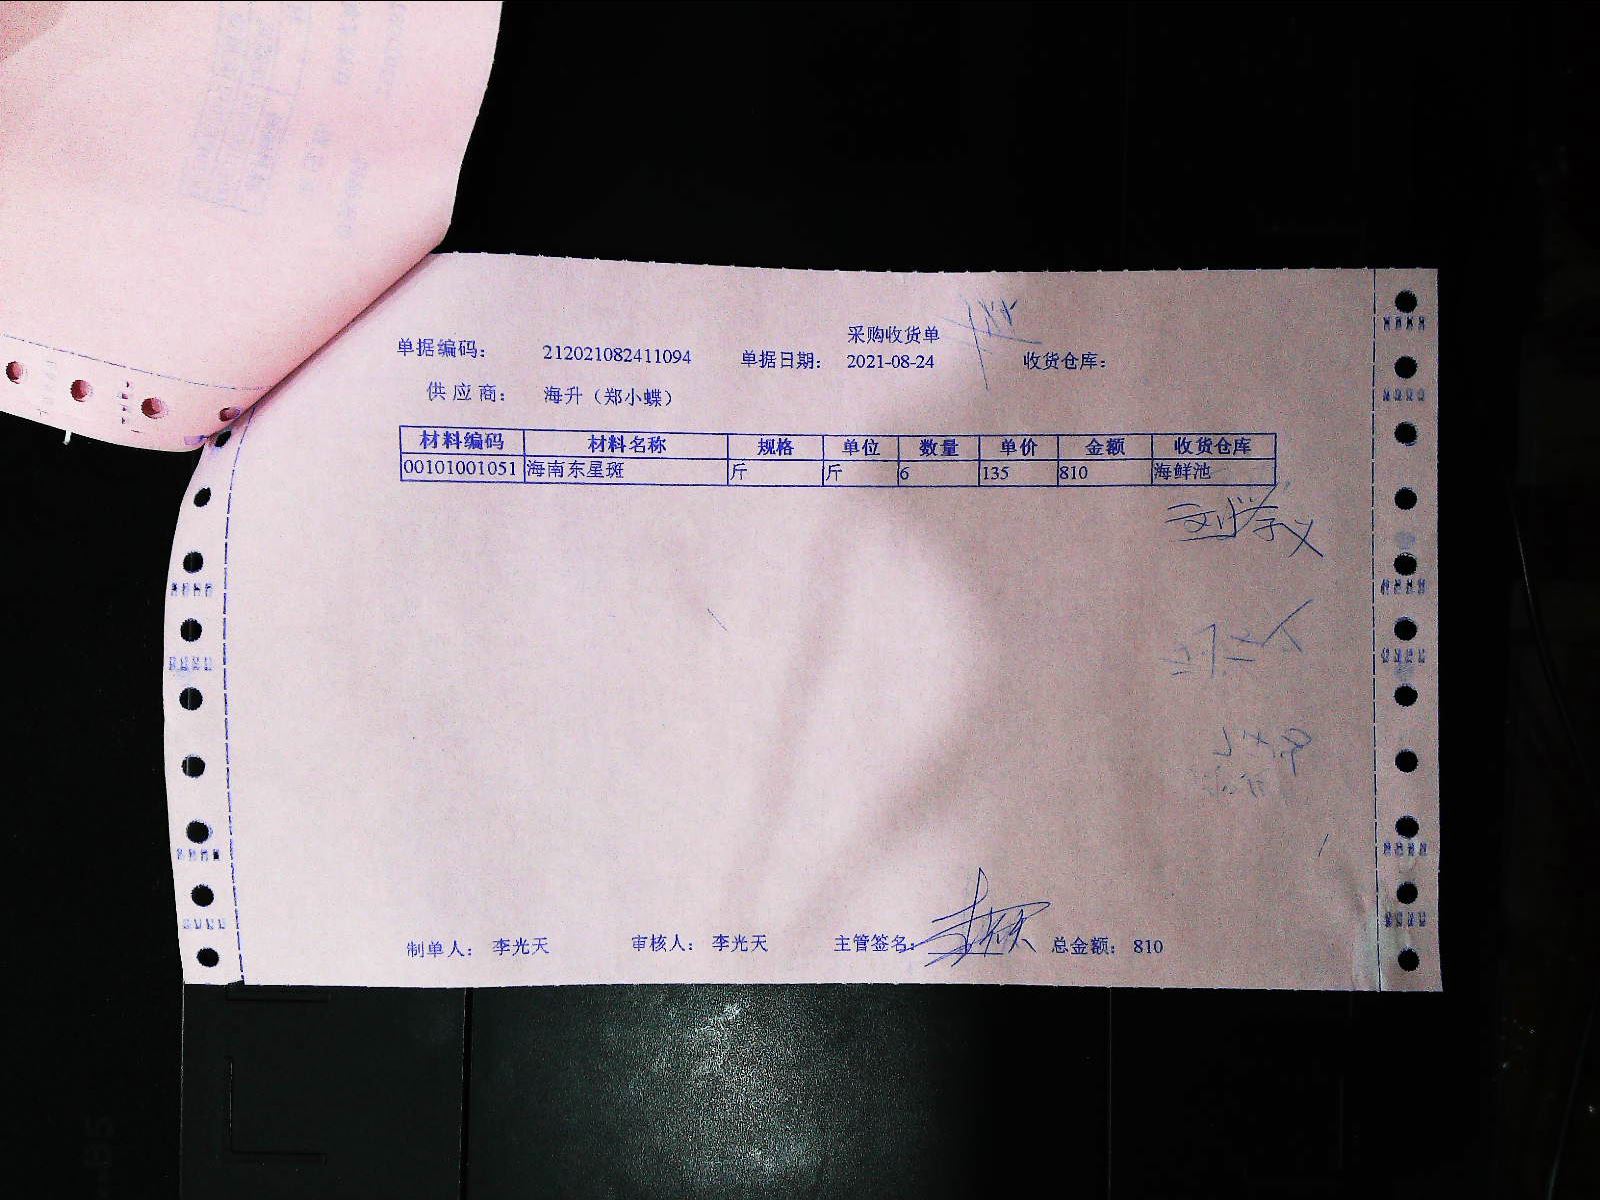 采购收货单
单据编码： 212021082411094 单据日期： 2021-08-24 收货仓库：
供应商： 海升（郑小蝶）
材料编码 材料名称 规格 单位 数量 单价 金额 收货仓库
00101001051 海南东星斑 斤 斤 6 135 810 海鲜池
制单人： 李光天 审核人： 李光天 主管签名： 总金额： 810